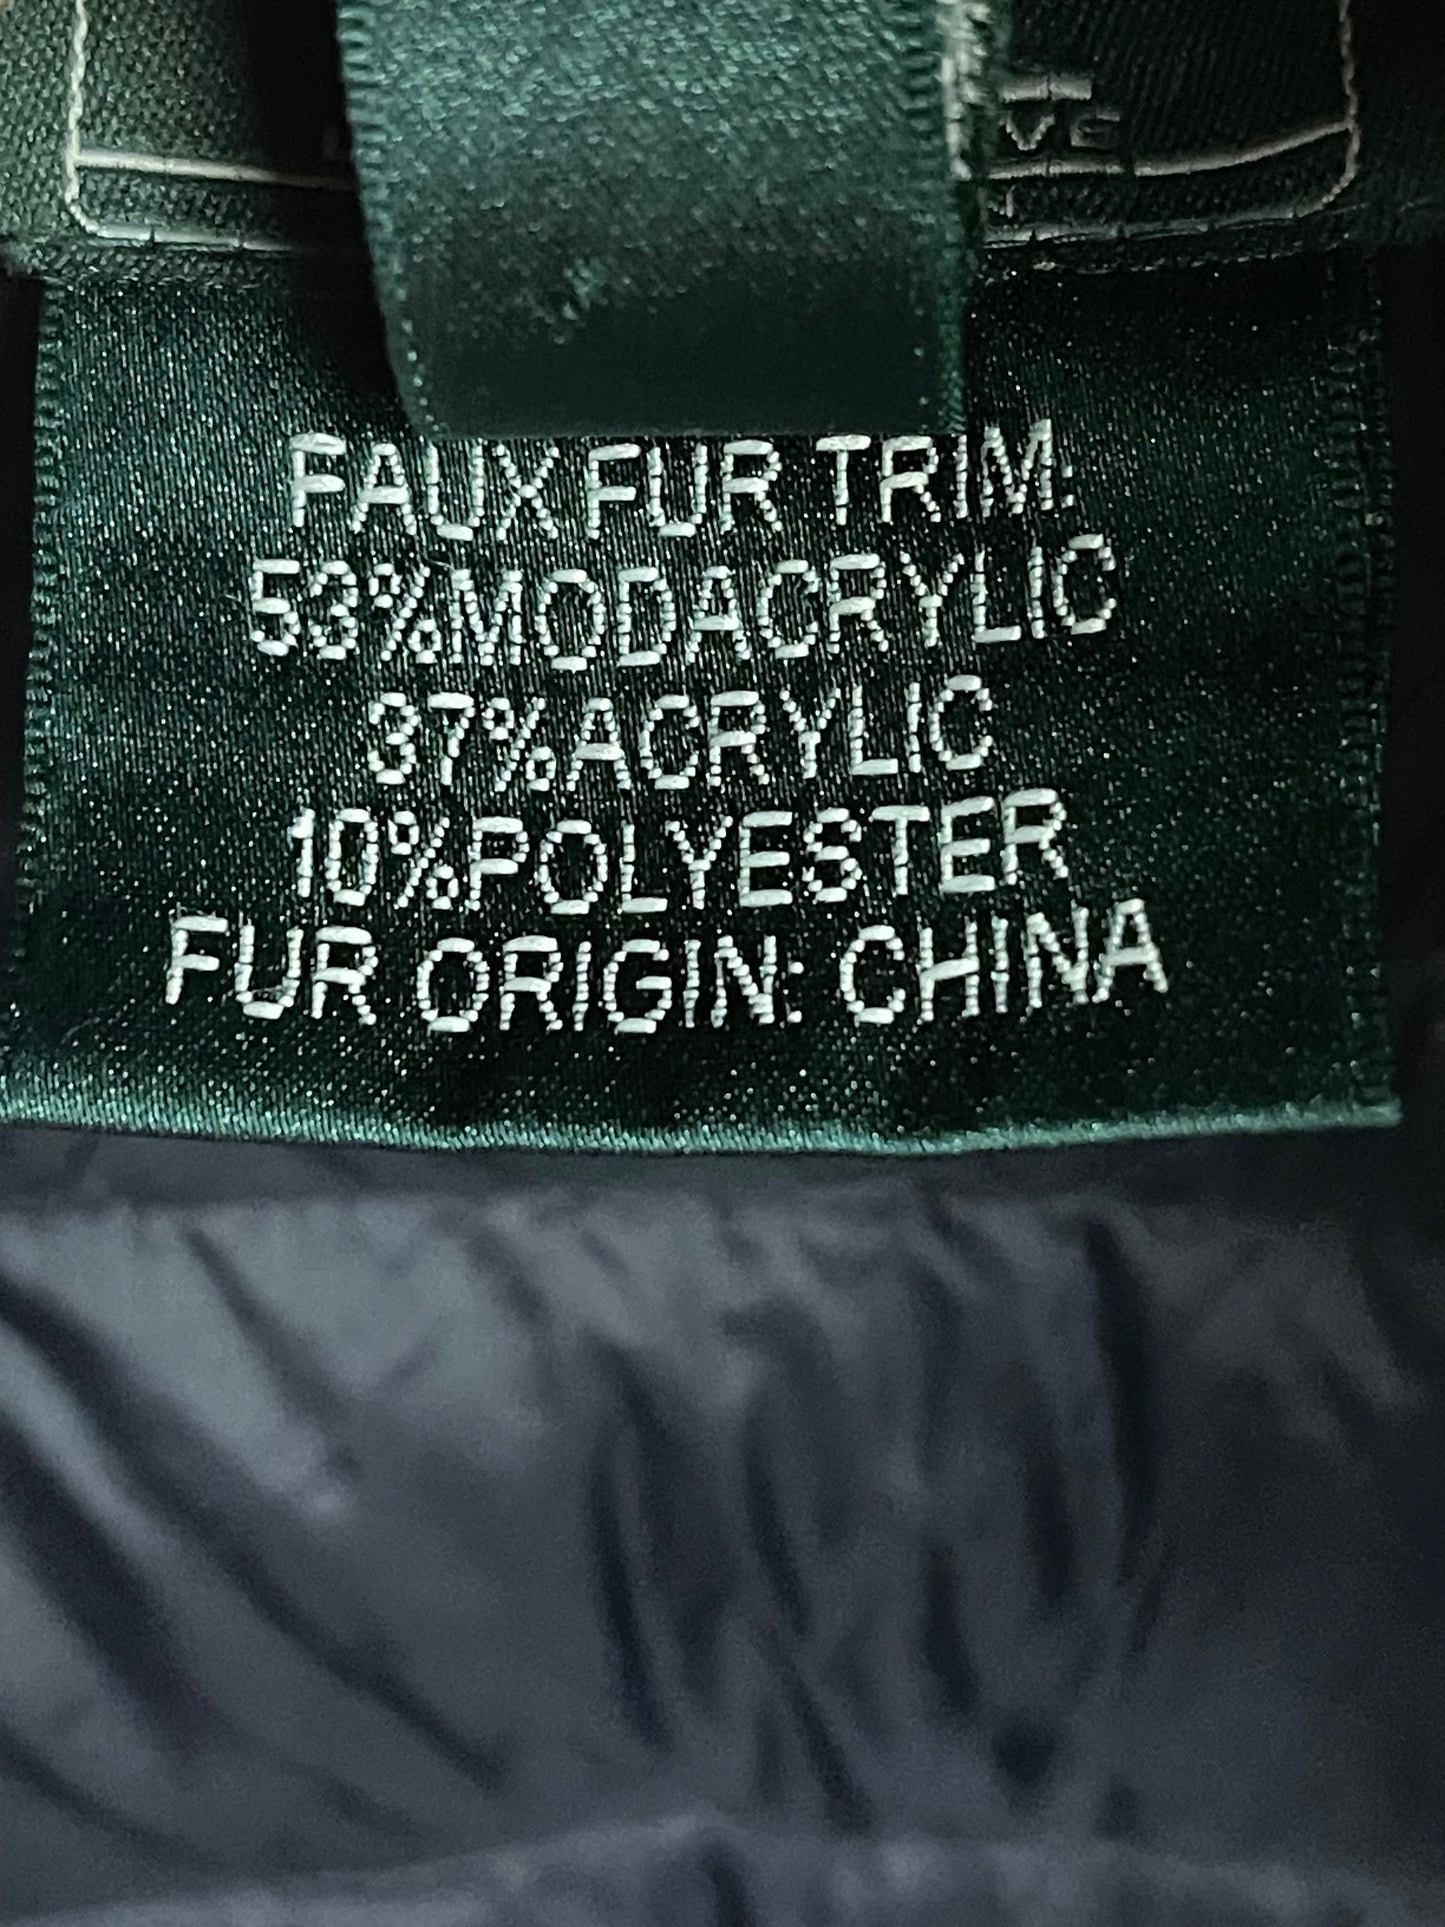 FAUX FUR TRIM:
53%MODACRYLIC
37%ACRYLIC
10%POLYESTER
FUR ORIGIN: CHINA